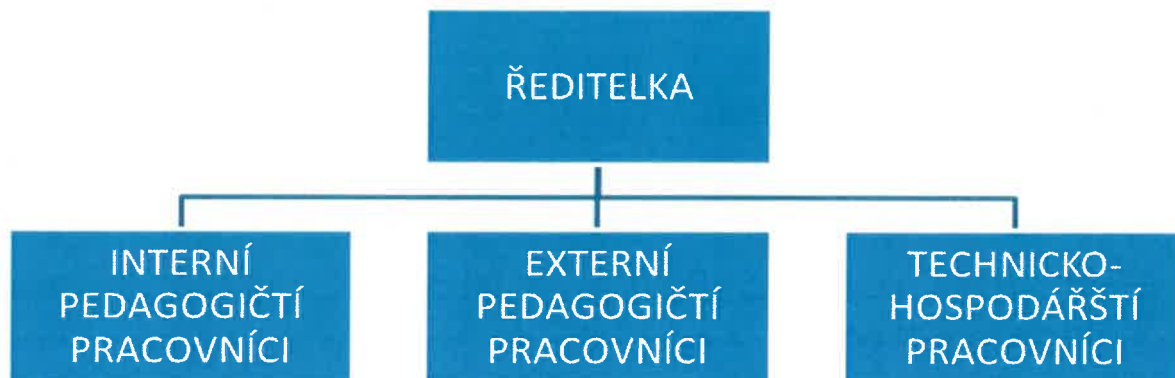 ŘEDITELKA
INTERNÍ
PEDAGOGIČTÍ
PRACOVNÍCI
EXTERNÍ
PEDAGOGIČTÍ
PRACOVNÍCI
TECHNICKO-
HOSPODÁŘŠTÍ
PRACOVNÍCI